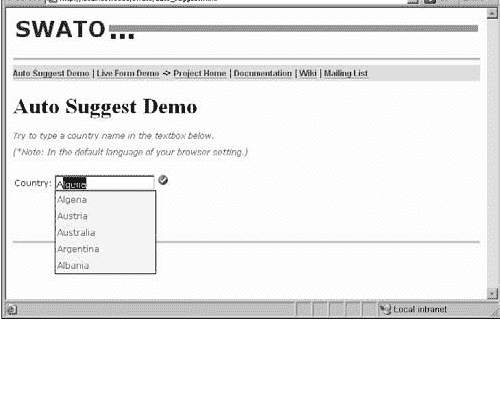 SWATO...
Auto Suggest Demo | Live Form Demo -> Project Home | Documentation | Wiki | Mailing List
Auto Suggest Demo
Try to type a country name in the textbox below.
(*Note: In the default language of your browser setting.)
Country: Algeria
Algeria
Austria
Australia
Argentina
Albania
Local intranet